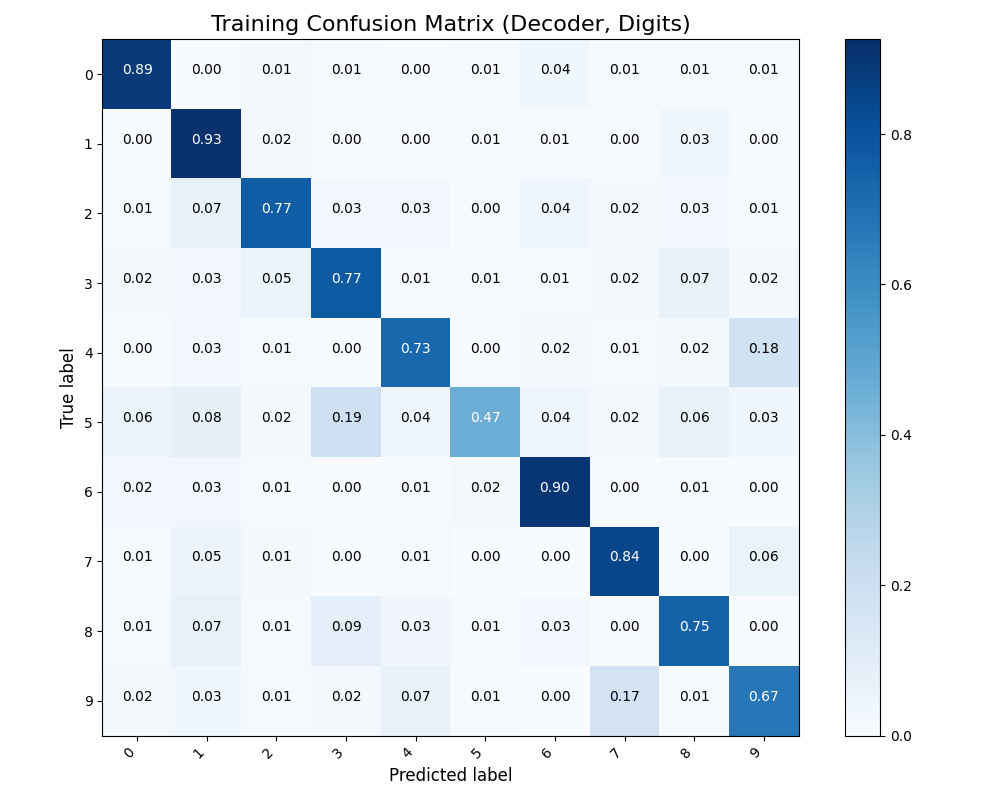 Training Confusion Matrix (Decoder, Digits)
0 0.89 0.00 0.01 0.01 0.00 0.01 0.04 0.01 0.01 0.01
1 0.00 0.93 0.02 0.00 0.00 0.01 0.01 0.00 0.03 0.00
2 0.01 0.07 0.77 0.03 0.03 0.00 0.04 0.02 0.03 0.01
3 0.02 0.03 0.05 0.77 0.01 0.01 0.01 0.02 0.07 0.02
4 0.00 0.03 0.01 0.00 0.73 0.00 0.02 0.01 0.02 0.18
5 0.06 0.08 0.02 0.19 0.04 0.47 0.04 0.02 0.06 0.03
6 0.02 0.03 0.01 0.00 0.01 0.02 0.90 0.00 0.01 0.00
7 0.01 0.05 0.01 0.00 0.01 0.00 0.00 0.84 0.00 0.06
8 0.01 0.07 0.01 0.09 0.03 0.01 0.03 0.00 0.75 0.00
9 0.02 0.03 0.01 0.02 0.07 0.01 0.00 0.17 0.01 0.67
0 1 2 3 4 5 6 7 8 9
True label
Predicted label
0.8
0.6
0.4
0.2
0.0